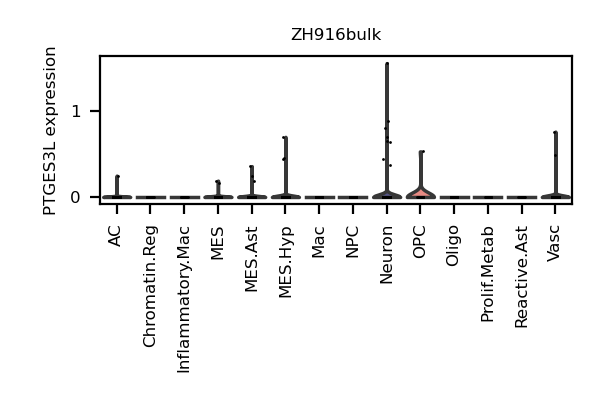 ZH916bulk
PTGES3L expression
1
0
AC
Chromatin.Reg
Inflammatory.Mac
MES
MES.Ast
MES.Hyp
Mac
NPC
Neuron
OPC
Oligo
Prolif.Metab
Reactive.Ast
Vasc